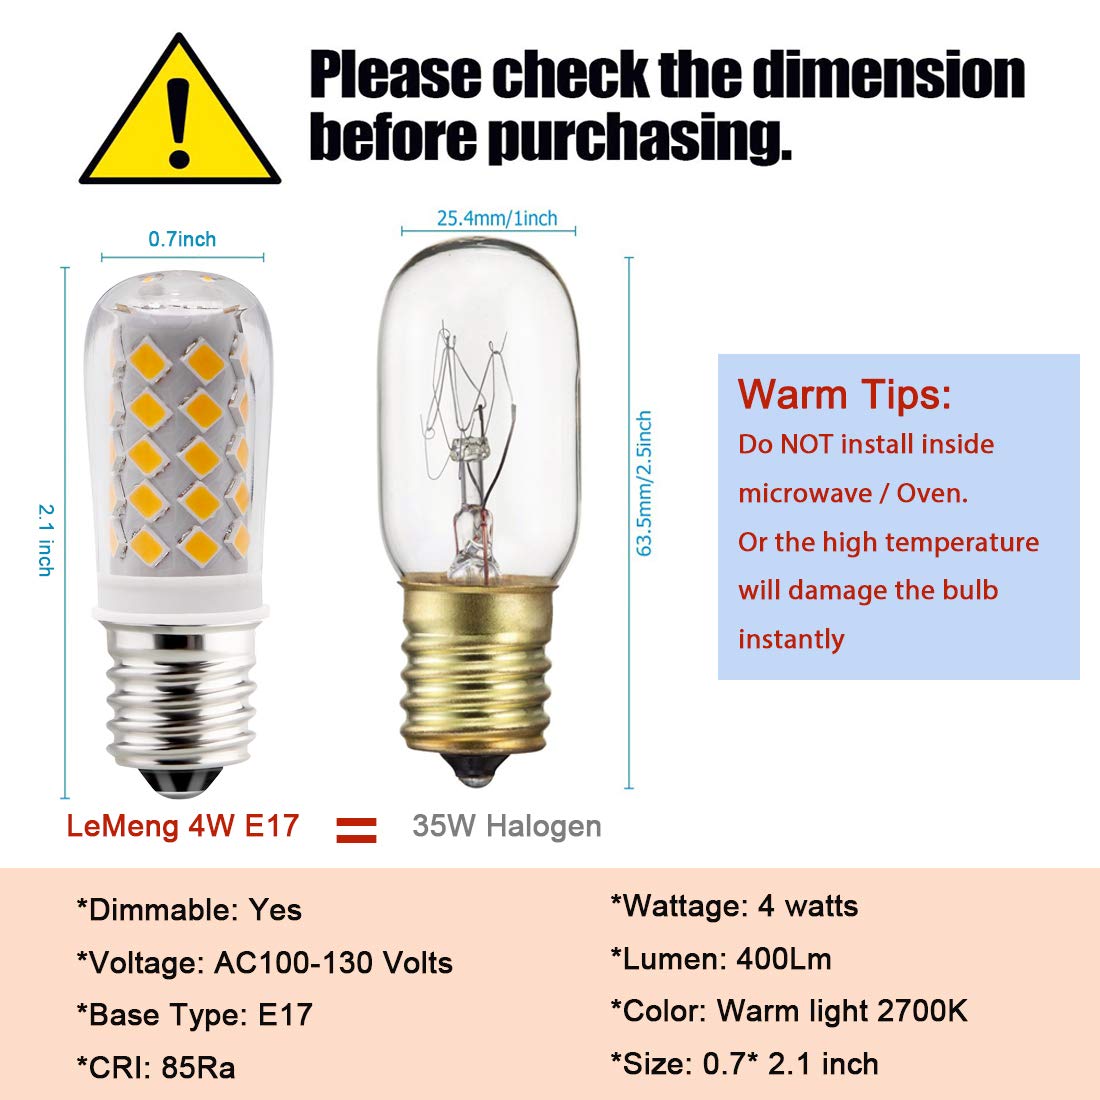 Please check the dimension
before purchasing.
0.7inch
25.4mm/1inch
2.1 inch
63.5mm/2.5inch
Warm Tips:
Do NOT install inside
microwave / Oven.
Or the high temperature
will damage the bulb
instantly
LeMeng 4W E17 = 35W Halogen
*Dimmable: Yes
*Voltage: AC100-130 Volts
*Base Type: E17
*CRI: 85Ra
*Wattage: 4 watts
*Lumen: 400Lm
*Color: Warm light 2700K
*Size: 0.7* 2.1 inch